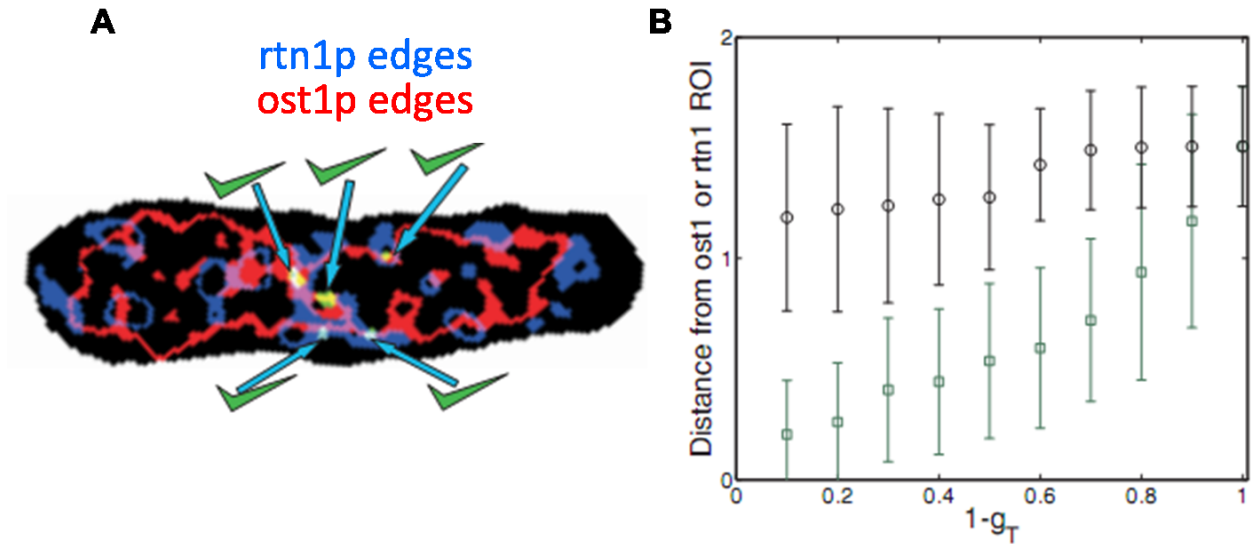 A
rtn1p edges
ost1p edges
B
Distance from ost1 or rtn1 ROI
2
1
0
0
0.2
0.4
0.6
0.8
1
1-gT